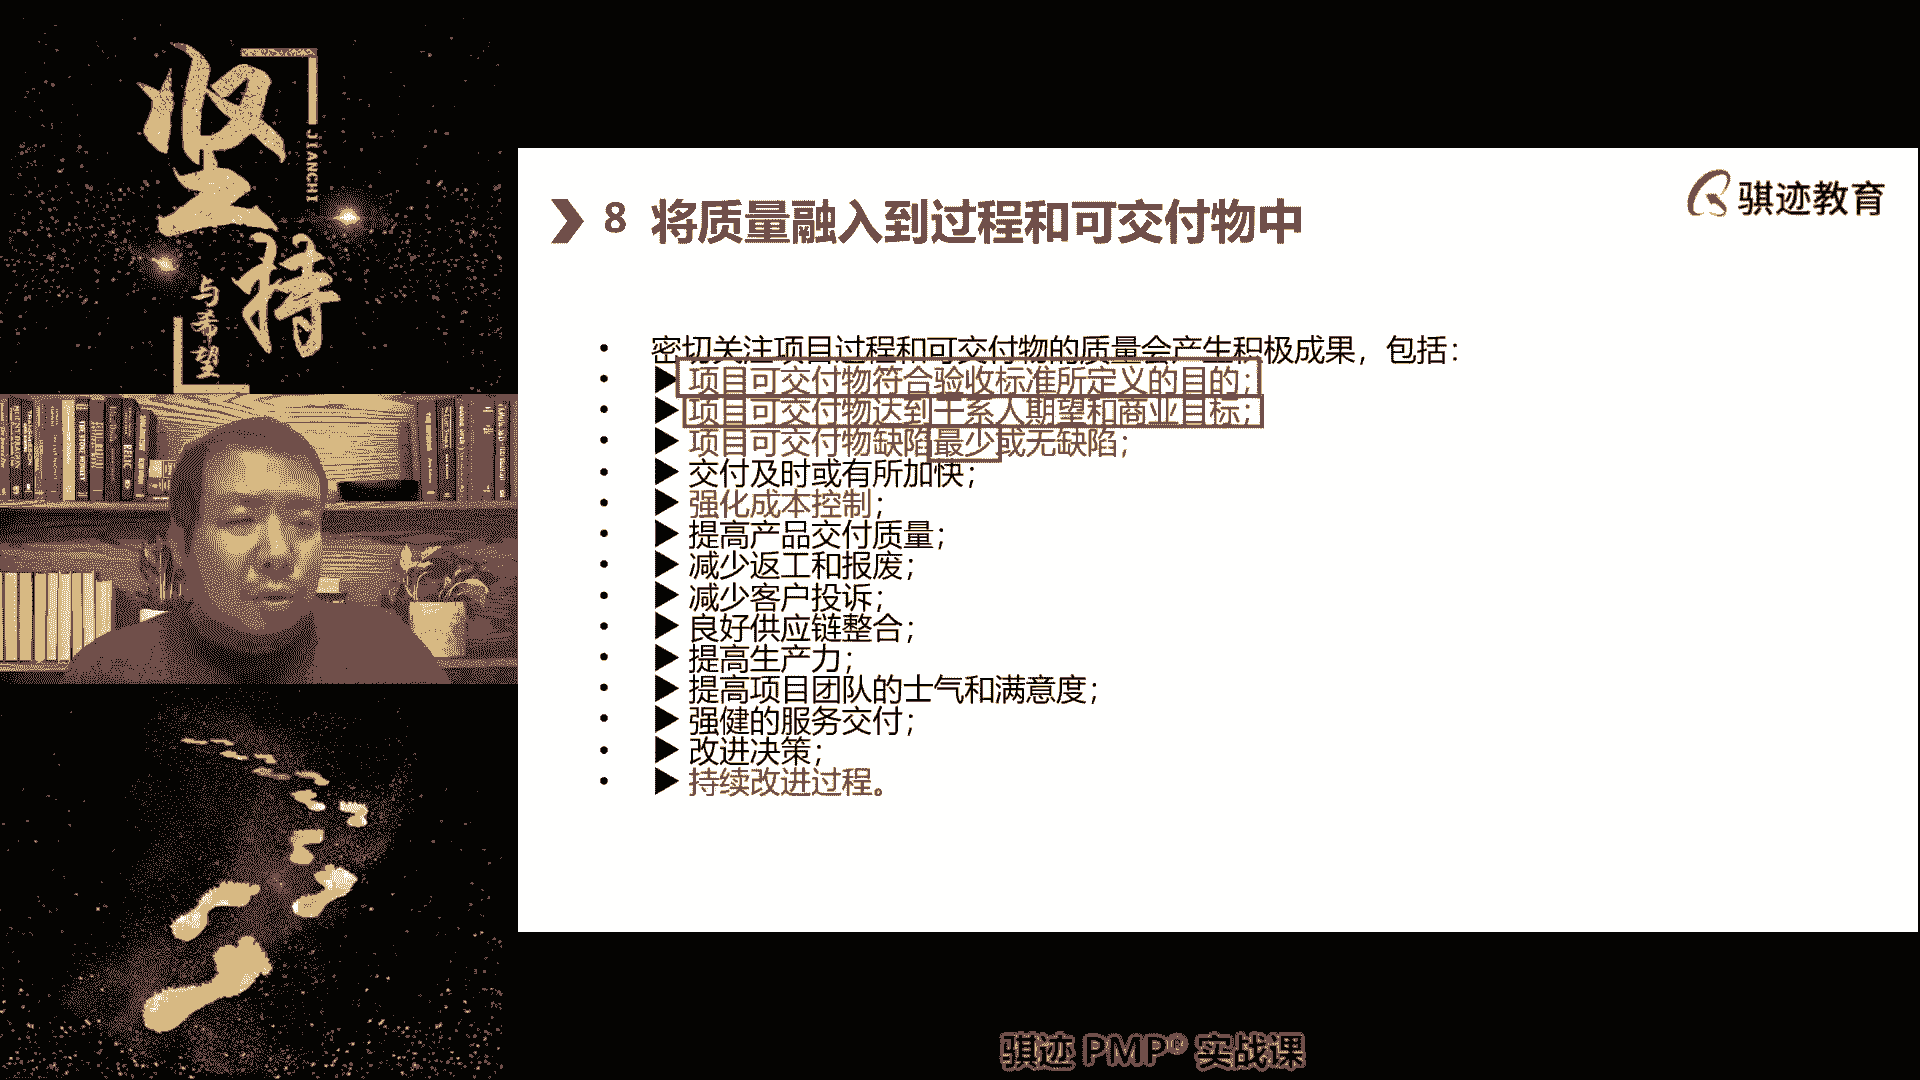 坚持
JIANCHI
与希望
骐迹教育
8 将质量融入到过程和可交付物中
密切关注项目过程和可交付物的质量会产生积极成果，包括：
项目可交付物符合验收标准所定义的目的；
项目可交付物达到干系人期望和商业目标；
项目可交付物缺陷最少或无缺陷；
交付及时或有所加快；
强化成本控制；
提高产品交付质量；
减少返工和报废；
减少客户投诉；
良好供应链整合；
提高生产力；
提高项目团队的士气和满意度；
强健的服务交付；
改进决策；
持续改进过程。
骐迹 PMP® 实战课